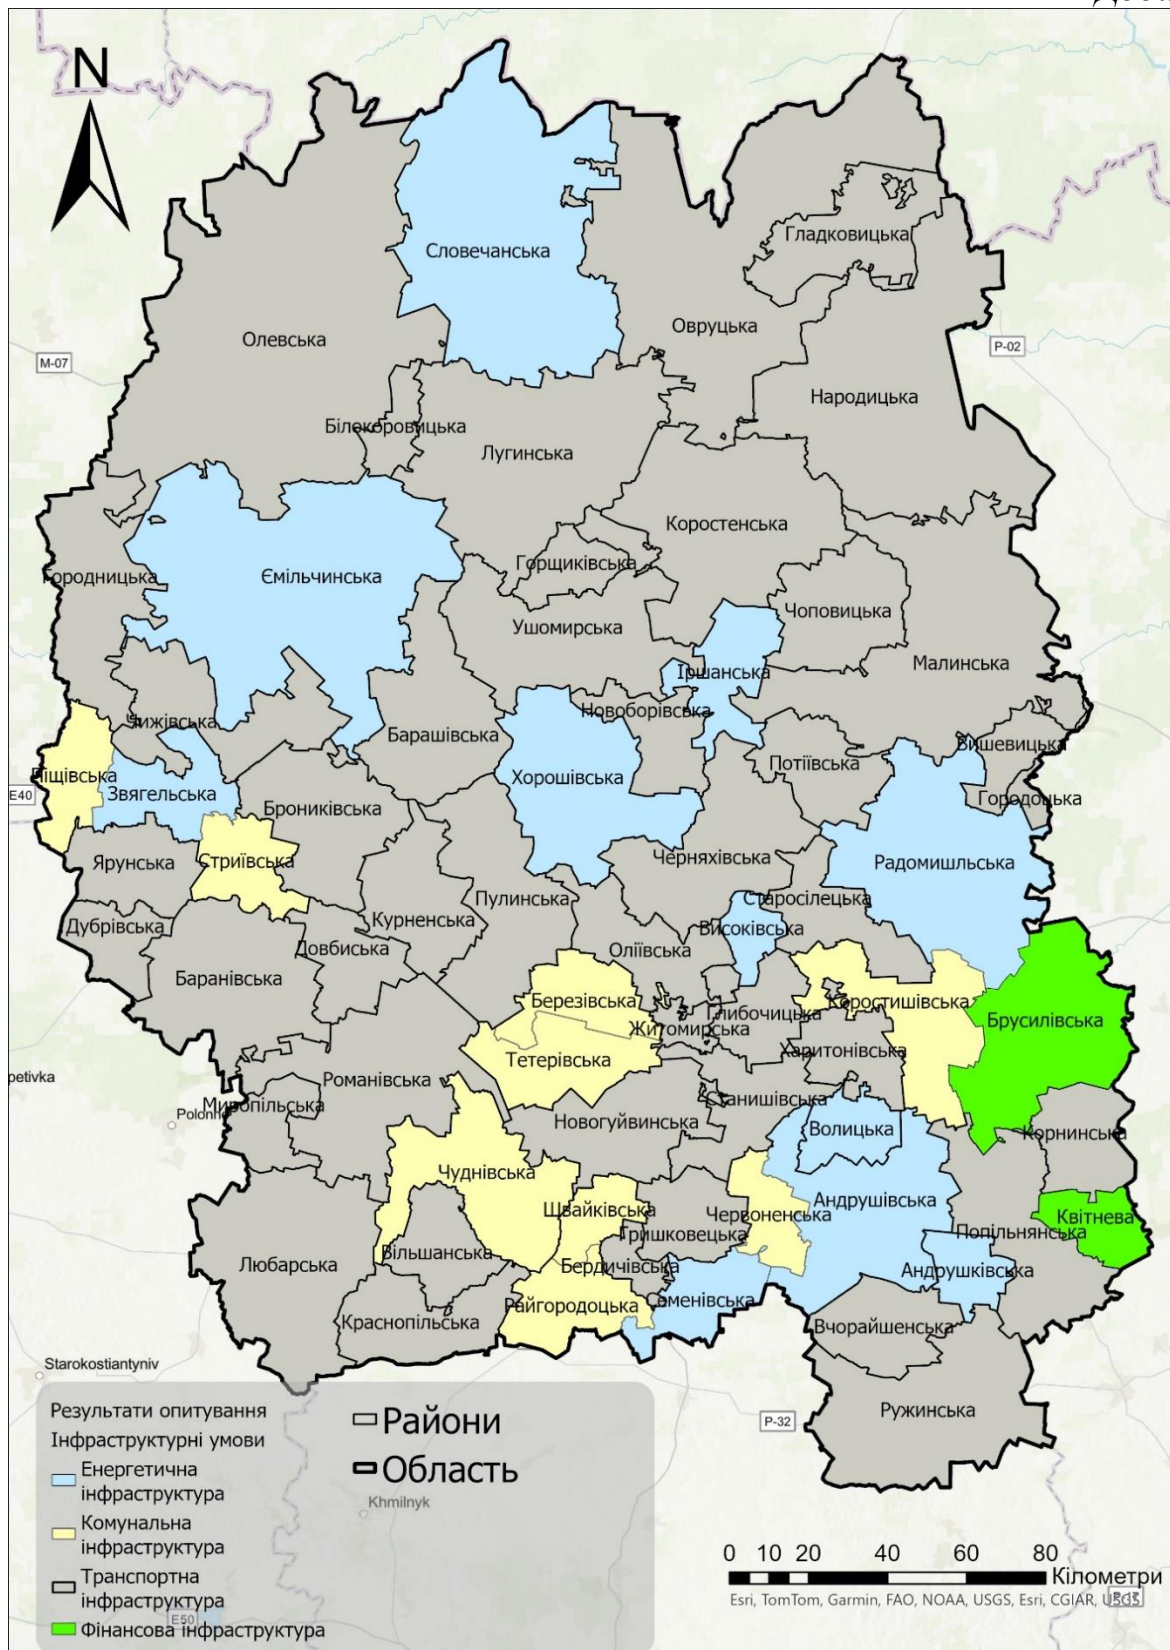 N
Словечанська
Гладковицька
Овруцька
Олевська
M-07
P-02
Народицька
Білокоровицька
Лугинська
Коростенська
Горщиківська
Городницька
Ємільчинська
Чоповицька
Ушомирська
Малинська
Іршанська
Новоборівська
Чижівська
Барашівська
Вишевицька
Потіївська
Піщівська
Хорошівська
Звягельська
E40
Городоцька
Брониківська
Черняхівська
Радомишльська
Ярунська
Стриївська
Пулинська
Старосілецька
Дубрівська
Курненська
Високівська
Довбиська
Оліївська
Баранівська
Березівська
Коростишівська
Глибочицька
Брусилівська
Житомирська
Тетерівська
Харитонівська
petivka
Романівська
Миропільська
Polonne
Станишівська
Новогуйвинська
Волицька
Корнинська
Чуднівська
Андрушівська
Швайківська
Червоненська
Квітнева
Гришковецька
Попільнянська
Вільшанська
Любарська
Бердичівська
Андрушківська
Семенівська
Райгородоцька
Краснопільська
Вчорайшенська
Starokostiantyniv
Ружинська
P-32
Результати опитування
Інфраструктурні умови
Енергетична
інфраструктура
Комунальна
інфраструктура
Транспортна
інфраструктура
Фінансова інфраструктура
Райони
Область
Khmilnyk
E50
0 10 20 40 60 80
Кілометри
Esri, TomTom, Garmin, FAO, NOAA, USGS, Esri, CGIAR, USGS